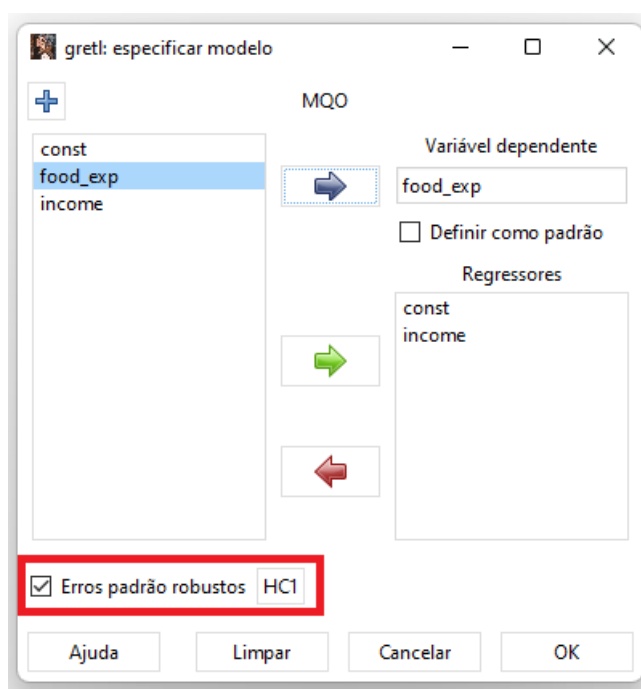 gretl: especificar modelo
MQO
const
food_exp
income
Variável dependente
food_exp
Definir como padrão
Regressores
const
income
Erros padrão robustos HC1
Ajuda Limpar Cancelar OK